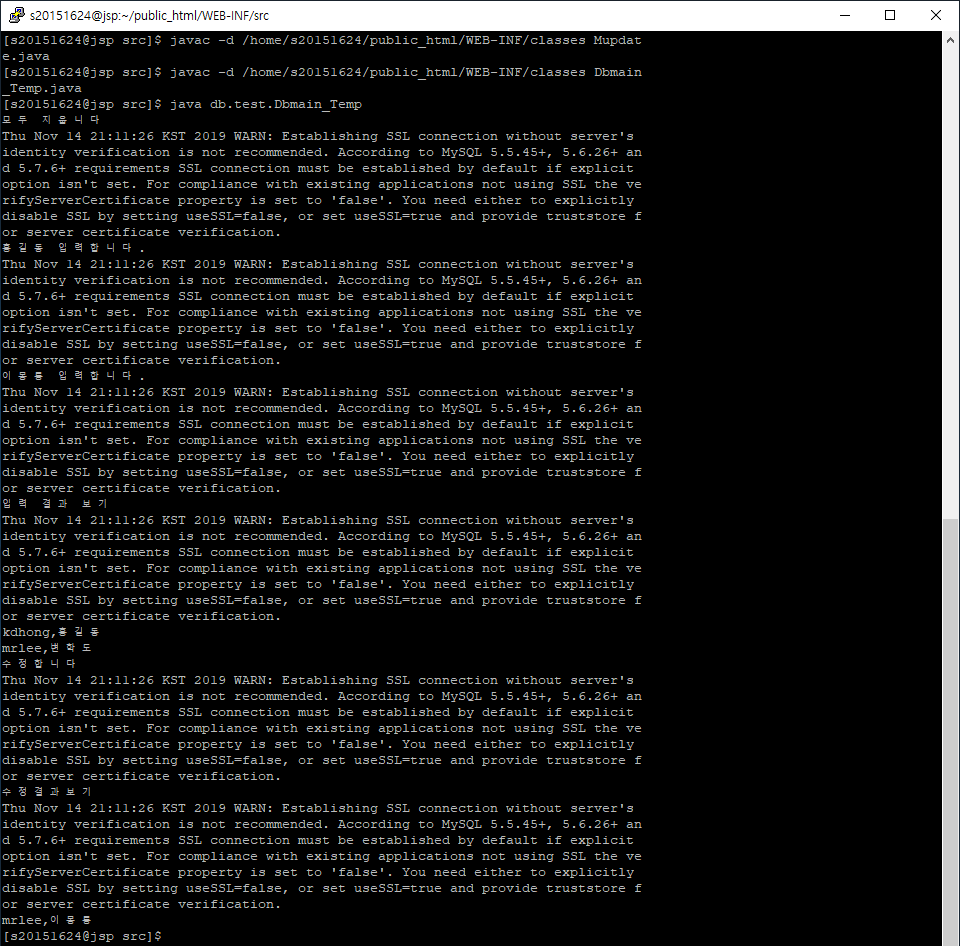 s20151624@jsp:~/public_html/WEB-INF/src
[s20151624@jsp src]$ javac -d /home/s20151624/public_html/WEB-INF/classes Mupdat
e.java
[s20151624@jsp src]$ javac -d /home/s20151624/public_html/WEB-INF/classes Dbmain
_Temp.java
[s20151624@jsp src]$ java db.test.Dbmain_Temp
모두 지웁니다
Thu Nov 14 21:11:26 KST 2019 WARN: Establishing SSL connection without server's
identity verification is not recommended. According to MySQL 5.5.45+, 5.6.26+ an
d 5.7.6+ requirements SSL connection must be established by default if explicit
option isn't set. For compliance with existing applications not using SSL the ve
rifyServerCertificate property is set to 'false'. You need either to explicitly
disable SSL by setting useSSL=false, or set useSSL=true and provide truststore f
or server certificate verification.
홍길동 입력합니다.
Thu Nov 14 21:11:26 KST 2019 WARN: Establishing SSL connection without server's
identity verification is not recommended. According to MySQL 5.5.45+, 5.6.26+ an
d 5.7.6+ requirements SSL connection must be established by default if explicit
option isn't set. For compliance with existing applications not using SSL the ve
rifyServerCertificate property is set to 'false'. You need either to explicitly
disable SSL by setting useSSL=false, or set useSSL=true and provide truststore f
or server certificate verification.
이몽룡 입력합니다.
Thu Nov 14 21:11:26 KST 2019 WARN: Establishing SSL connection without server's
identity verification is not recommended. According to MySQL 5.5.45+, 5.6.26+ an
d 5.7.6+ requirements SSL connection must be established by default if explicit
option isn't set. For compliance with existing applications not using SSL the ve
rifyServerCertificate property is set to 'false'. You need either to explicitly
disable SSL by setting useSSL=false, or set useSSL=true and provide truststore f
or server certificate verification.
입력 결과 보기
Thu Nov 14 21:11:26 KST 2019 WARN: Establishing SSL connection without server's
identity verification is not recommended. According to MySQL 5.5.45+, 5.6.26+ an
d 5.7.6+ requirements SSL connection must be established by default if explicit
option isn't set. For compliance with existing applications not using SSL the ve
rifyServerCertificate property is set to 'false'. You need either to explicitly
disable SSL by setting useSSL=false, or set useSSL=true and provide truststore f
or server certificate verification.
kdhong,홍길동
mrlee,변학도
수정합니다
Thu Nov 14 21:11:26 KST 2019 WARN: Establishing SSL connection without server's
identity verification is not recommended. According to MySQL 5.5.45+, 5.6.26+ an
d 5.7.6+ requirements SSL connection must be established by default if explicit
option isn't set. For compliance with existing applications not using SSL the ve
rifyServerCertificate property is set to 'false'. You need either to explicitly
disable SSL by setting useSSL=false, or set useSSL=true and provide truststore f
or server certificate verification.
수정결과보기
Thu Nov 14 21:11:26 KST 2019 WARN: Establishing SSL connection without server's
identity verification is not recommended. According to MySQL 5.5.45+, 5.6.26+ an
d 5.7.6+ requirements SSL connection must be established by default if explicit
option isn't set. For compliance with existing applications not using SSL the ve
rifyServerCertificate property is set to 'false'. You need either to explicitly
disable SSL by setting useSSL=false, or set useSSL=true and provide truststore f
or server certificate verification.
mrlee,이몽룡
[s20151624@jsp src]$